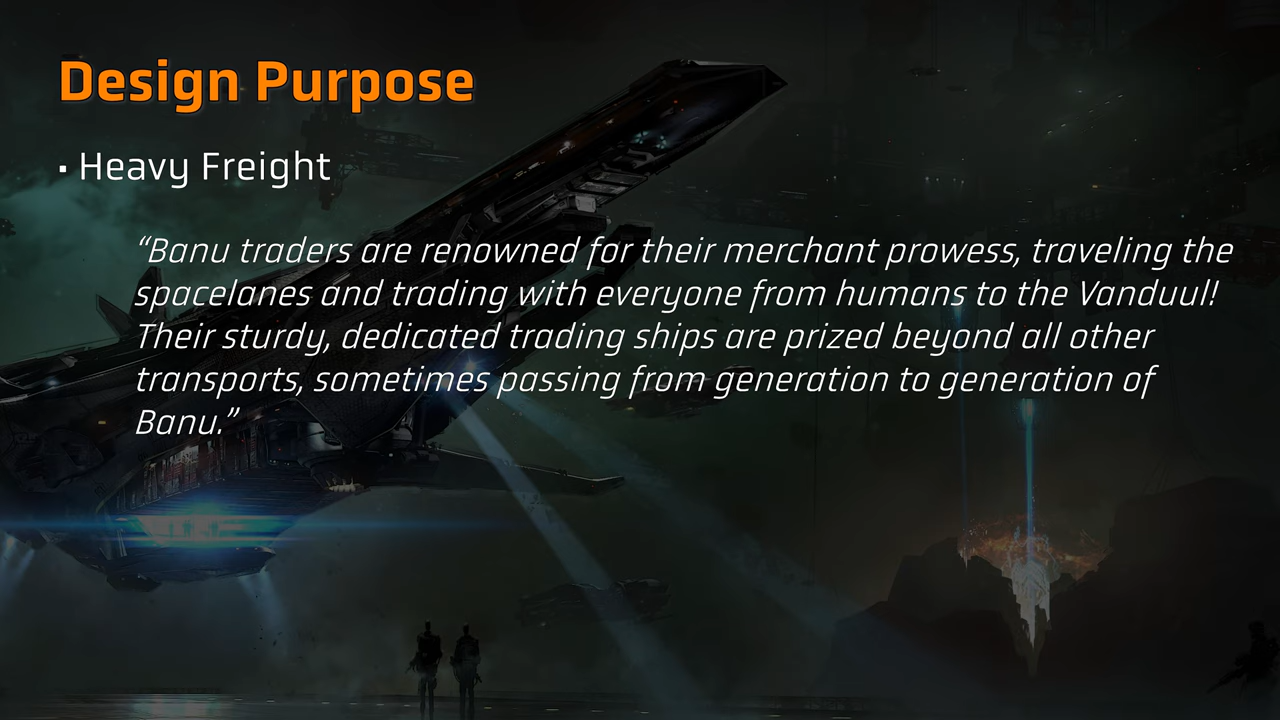 Design Purpose
▪ Heavy Freight
“Banu traders are renowned for their merchant prowess, traveling the
spacelanes and trading with everyone from humans to the Vanduul!
Their sturdy, dedicated trading ships are prized beyond all other
transports, sometimes passing from generation to generation of
Banu.”